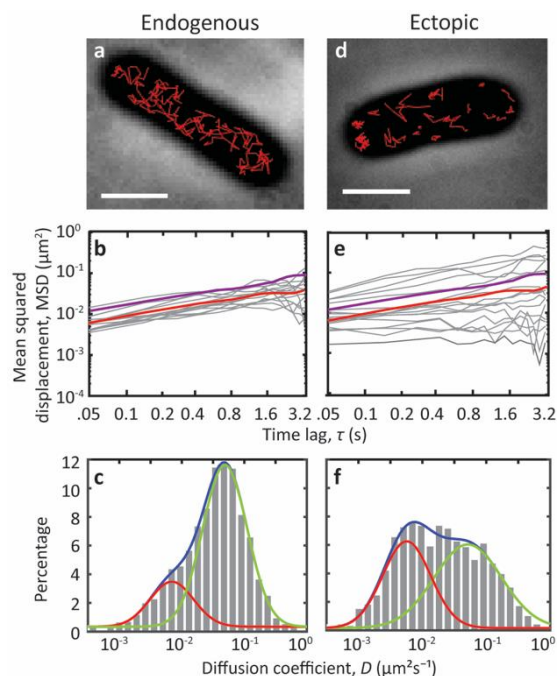 Endogenous
Ectopic
a
d
b
e
Mean squared
displacement, MSD (µm²)
10⁰
10⁻¹
10⁻²
10⁻³
10⁻⁴
.05 0.1 0.2 0.4 0.8 1.6 3.2
.05 0.1 0.2 0.4 0.8 1.6 3.2
Time lag, τ (s)
c
f
Percentage
12
10
8
6
4
2
0
10⁻³ 10⁻² 10⁻¹ 10⁰
10⁻³ 10⁻² 10⁻¹ 10⁰
Diffusion coefficient, D (µm²s⁻¹)